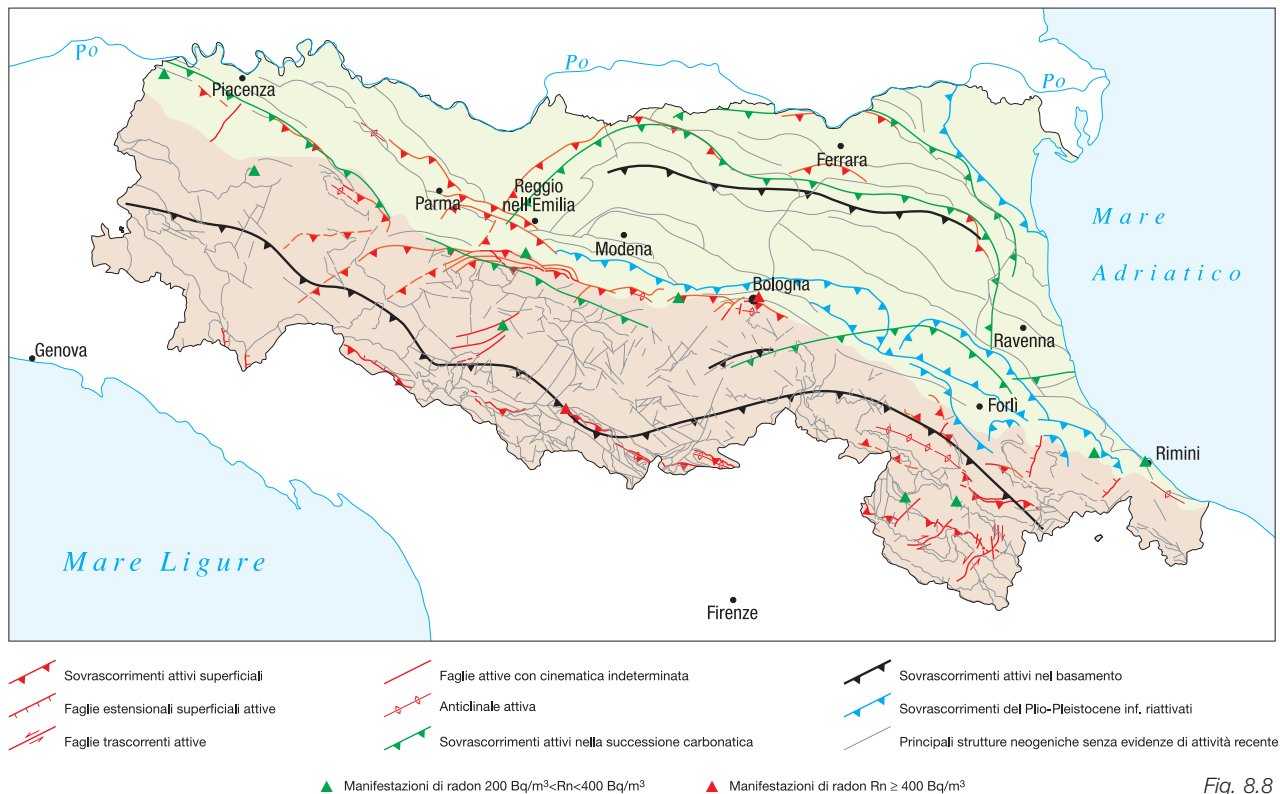 Po
Po
Po
Piacenza
Ferrara
Parma
Reggio
nell'Emilia
Modena
Mare
Adriatico
Bologna
Ravenna
Genova
Forlì
Rimini
Mare Ligure
Firenze
Sovrascorrimenti attivi superficiali
Faglie estensionali superficiali attive
Faglie trascorrenti attive
Faglie attive con cinematica indeterminata
Anticlinale attiva
Sovrascorrimenti attivi nella successione carbonatica
Sovrascorrimenti attivi nel basamento
Sovrascorrimenti del Plio-Pleistocene inf. riattivati
Principali strutture neogeniche senza evidenze di attività recente
Manifestazioni di radon 200 Bq/m³<Rn<400 Bq/m³
Manifestazioni di radon Rn ≥ 400 Bq/m³
Fig. 8.8